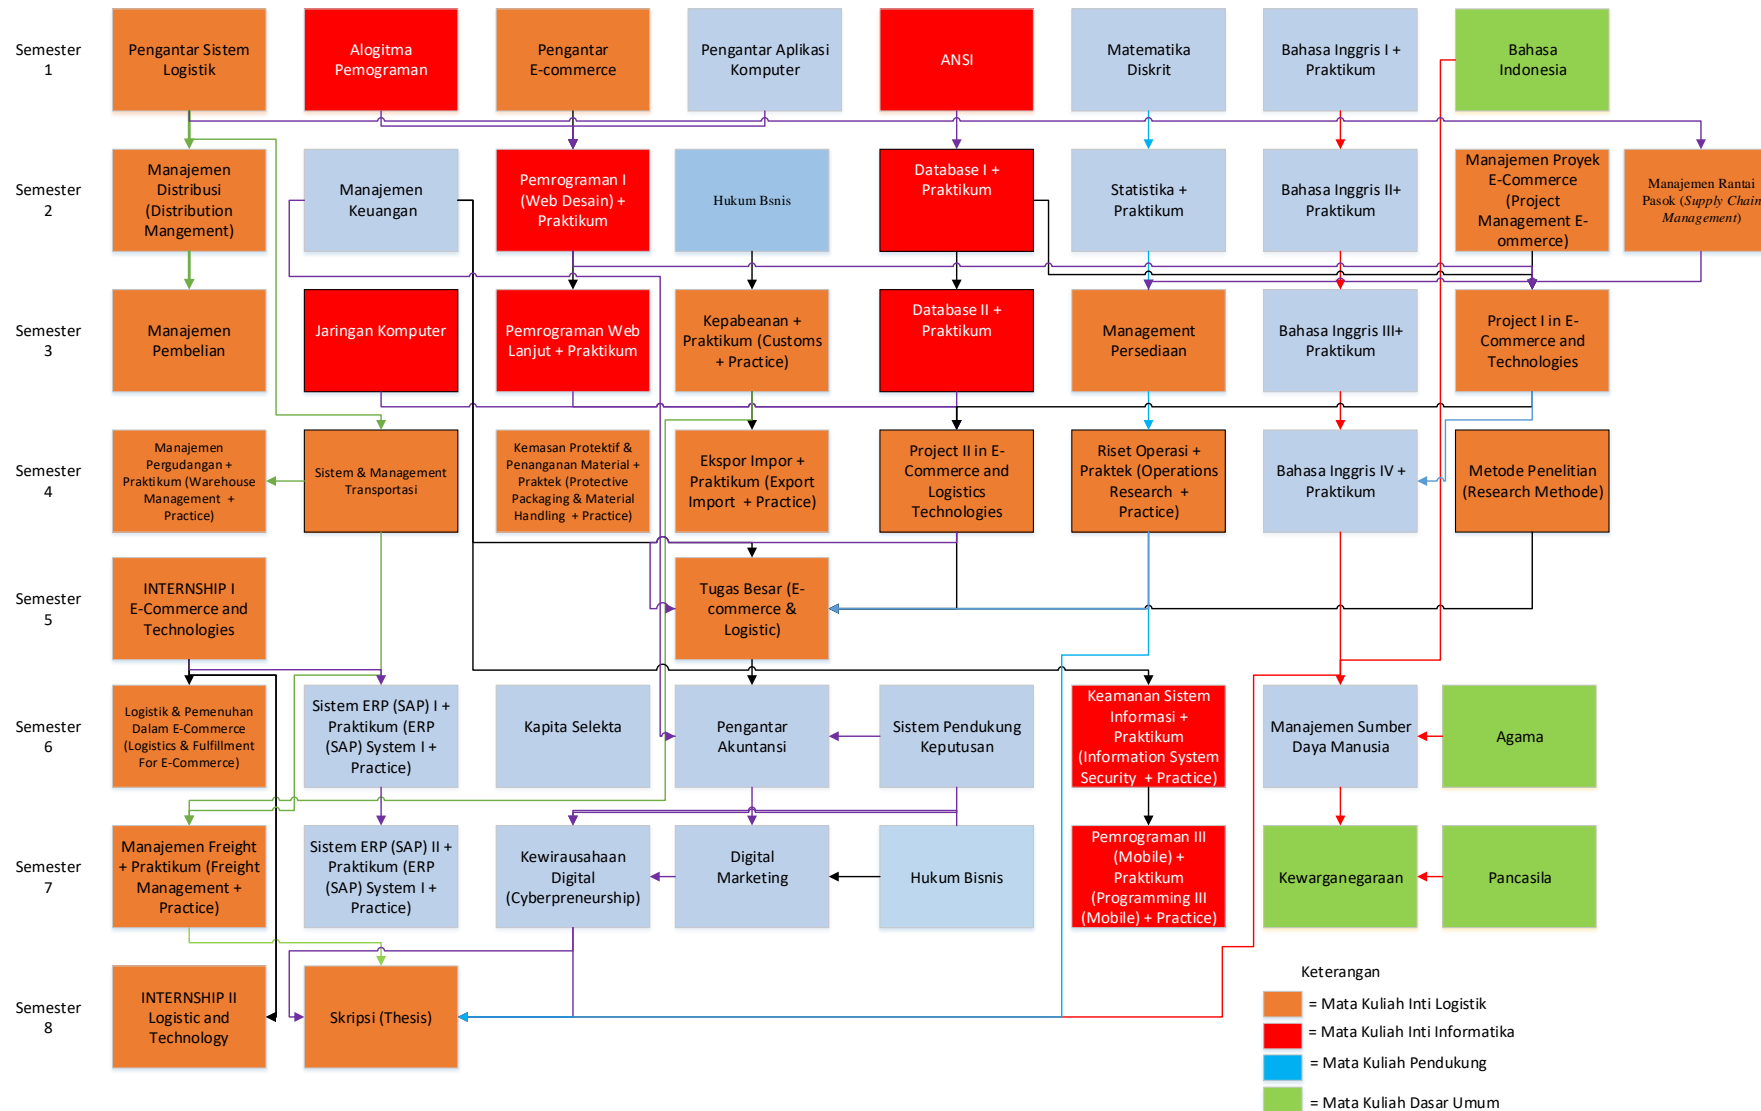 Semester
1
Pengantar Sistem
Logistik
Alogitma
Pemograman
Pengantar
E-commerce
Pengantar Aplikasi
Komputer
ANSI
Matematika
Diskrit
Bahasa Inggris I +
Praktikum
Bahasa
Indonesia
Semester
2
Manajemen
Distribusi
(Distribution
Mangement)
Manajemen
Keuangan
Pemrograman I
(Web Desain) +
Praktikum
Hukum Bsnis
Database I +
Praktikum
Statistika +
Praktikum
Bahasa Inggris II+
Praktikum
Manajemen Proyek
E-Commerce
(Project
Management E-
ommerce)
Manajemen Rantai
Pasok (Supply Chain
Management)
Semester
3
Manajemen
Pembelian
Jaringan Komputer
Pemrograman Web
Lanjut + Praktikum
Kepabeanan +
Praktikum (Customs
+ Practice)
Database II +
Praktikum
Management
Persediaan
Bahasa Inggris III+
Praktikum
Project I in E-
Commerce and
Technologies
Semester
4
Manajemen
Pergudangan +
Praktikum (Warehouse
Management +
Practice)
Sistem & Management
Transportasi
Kemasan Protektif &
Penanganan Material +
Praktek (Protective
Packaging & Material
Handling + Practice)
Ekspor Impor +
Praktikum (Export
Import + Practice)
Project II in E-
Commerce and
Logistics
Technologies
Riset Operasi +
Praktek (Operations
Research +
Practice)
Bahasa Inggris IV +
Praktikum
Metode Penelitian
(Research Methode)
Semester
5
INTERNSHIP I
E-Commerce and
Technologies
Tugas Besar (E-
commerce &
Logistic)
Semester
6
Logistik & Pemenuhan
Dalam E-Commerce
(Logistics & Fulfillment
For E-Commerce)
Sistem ERP (SAP) I +
Praktikum (ERP
(SAP) System I +
Practice)
Kapita Selekta
Pengantar
Akuntansi
Sistem Pendukung
Keputusan
Keamanan Sistem
Informasi +
Praktikum
(Information System
Security + Practice)
Manajemen Sumber
Daya Manusia
Agama
Semester
7
Manajemen Freight
+ Praktikum (Freight
Management +
Practice)
Sistem ERP (SAP) II +
Praktikum (ERP
(SAP) System I +
Practice)
Kewirausahaan
Digital
(Cyberpreneurship)
Digital
Marketing
Hukum Bisnis
Pemrograman III
(Mobile) +
Praktikum
(Programming III
(Mobile) + Practice)
Kewarganegaraan
Pancasila
Semester
8
INTERNSHIP II
Logistic and
Technology
Skripsi (Thesis)
Keterangan
= Mata Kuliah Inti Logistik
= Mata Kuliah Inti Informatika
= Mata Kuliah Pendukung
= Mata Kuliah Dasar Umum